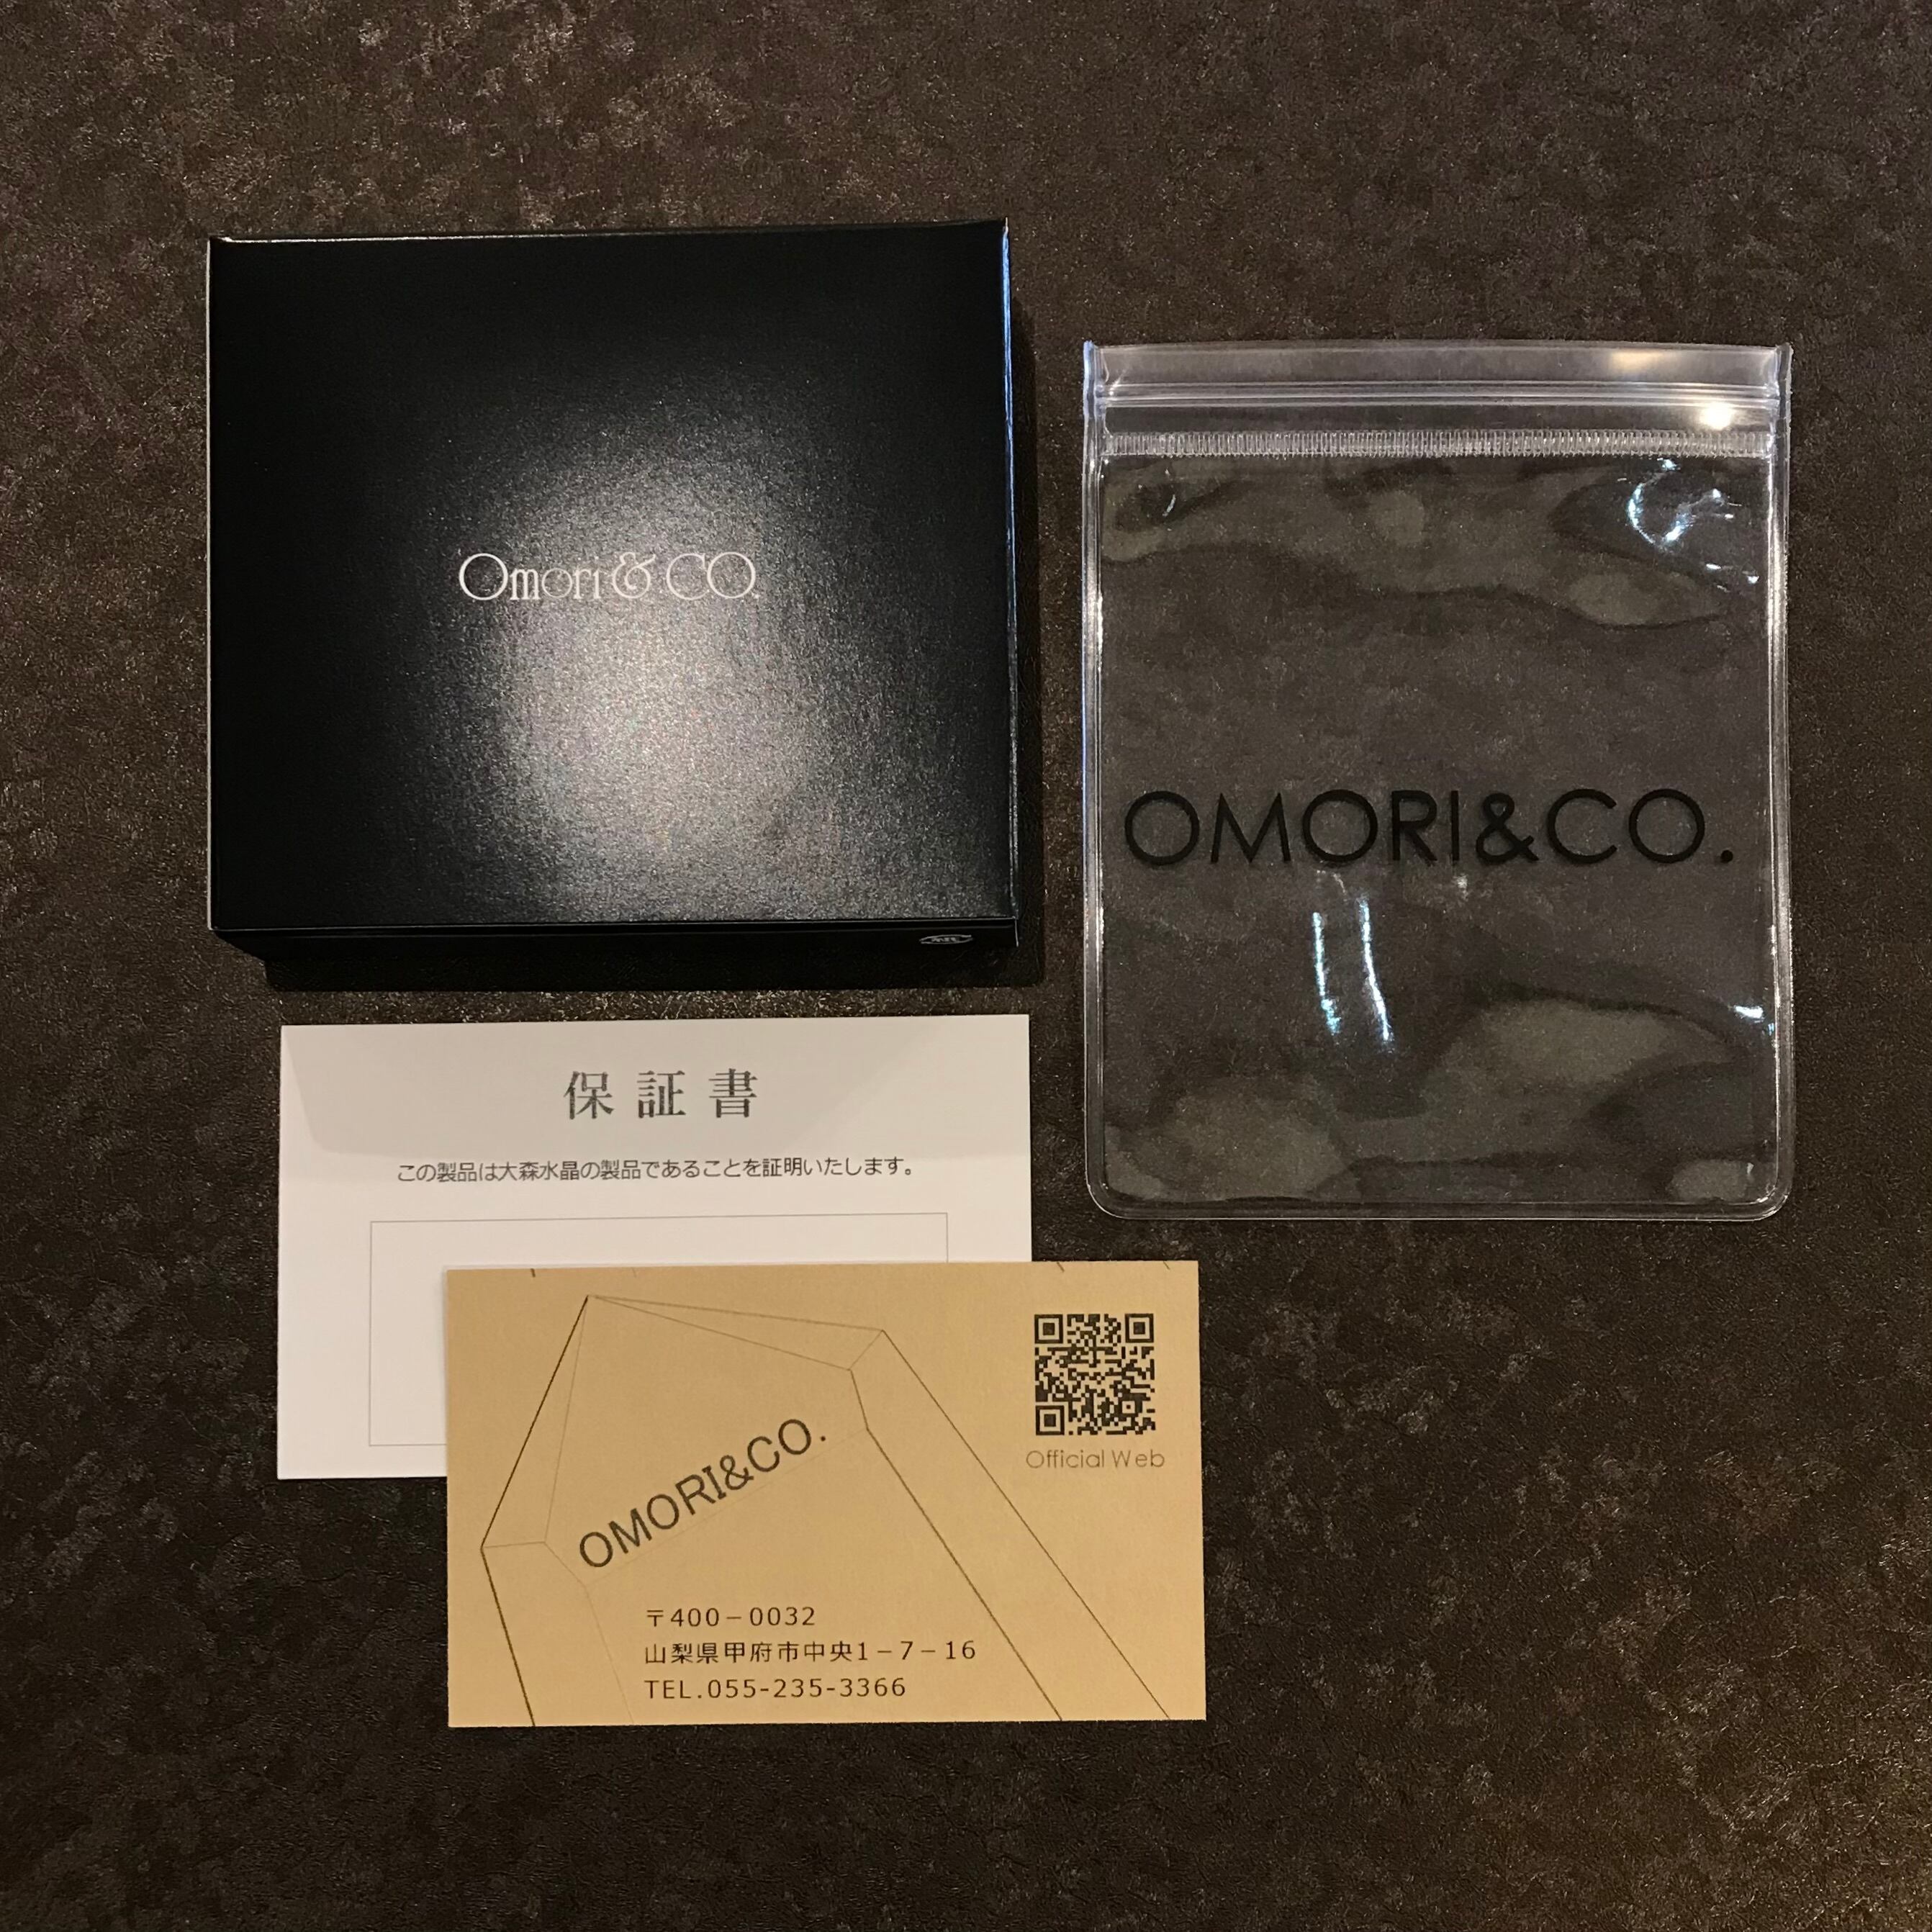 Omori & CO.
OMORI&CO.
保証書
この製品は大森水晶の製品であることを証明いたします。
Official Web
OMORI&CO.
〒400－0032
山梨県甲府市中央1－7－16
TEL.055-235-3366